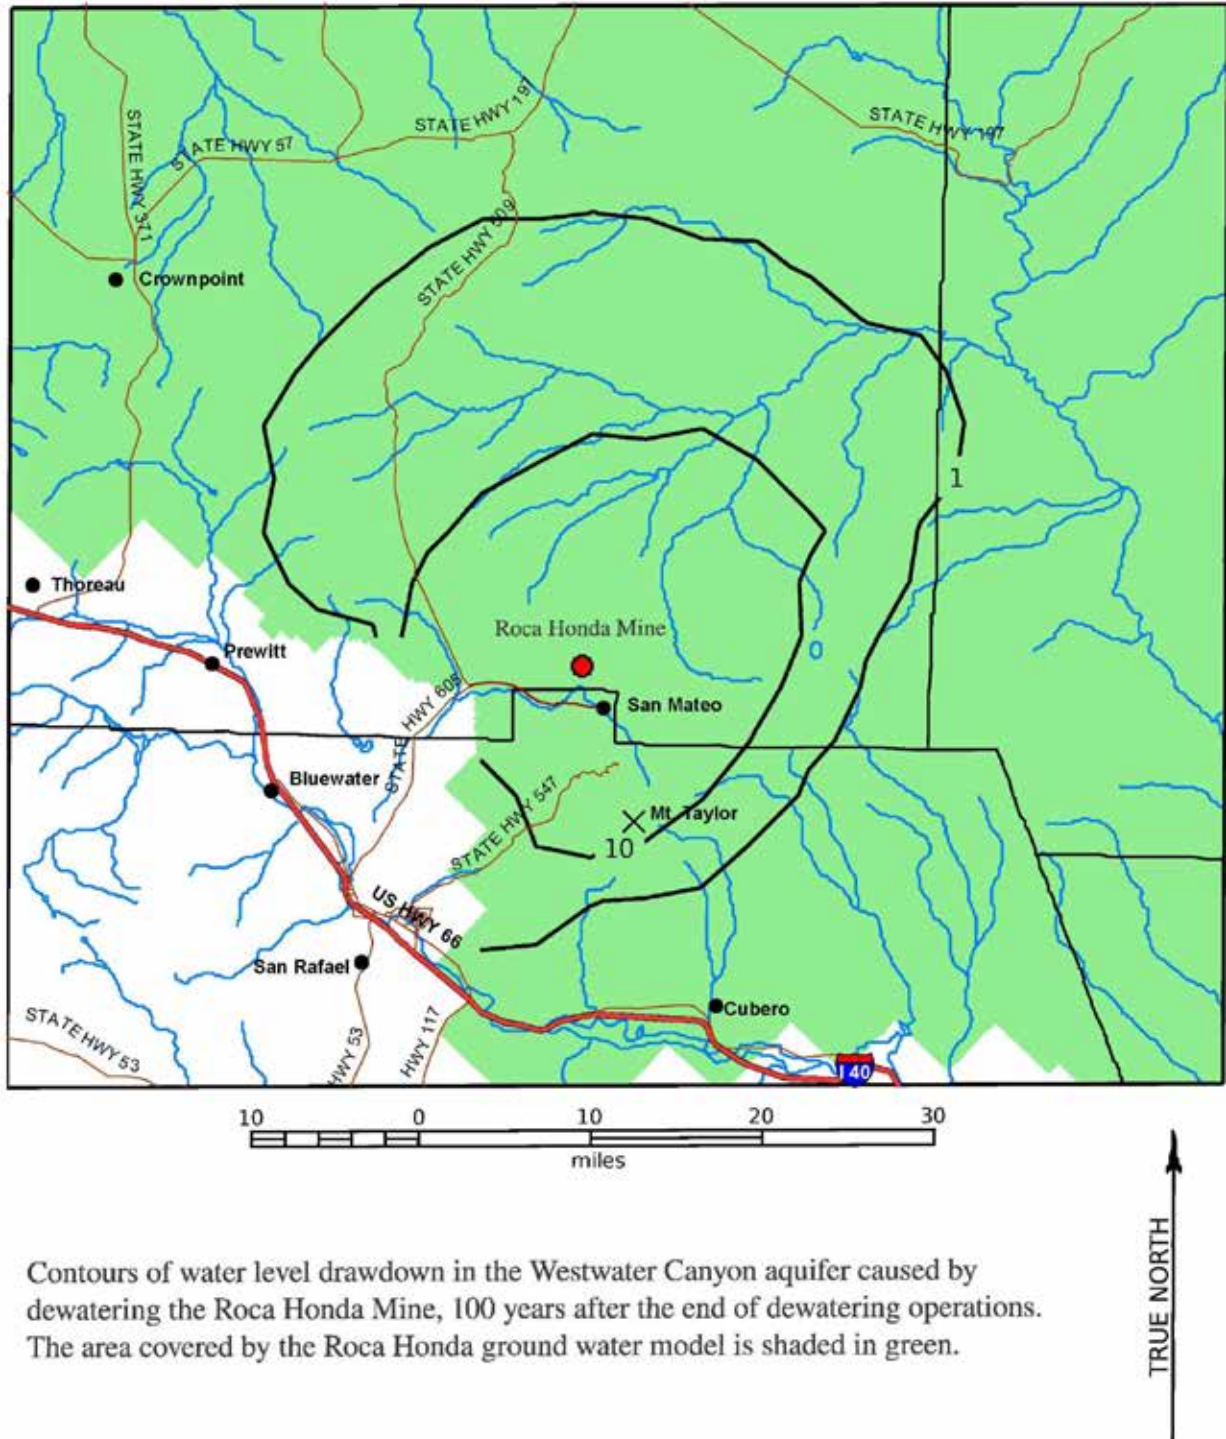 STATE HWY 197
STATE HWY 197
STATE HWY 57
STATE HWY 371
STATE HWY 509
Crownpoint
1
Thoreau
Roca Honda Mine
Prewitt
STATE HWY 605
San Mateo
Bluewater
STATE HWY 547
Mt. Taylor
10
US HWY 66
San Rafael
Cubero
STATE HWY 53
HWY 53
HWY 117
I 40
10 0 10 20 30
miles
TRUE NORTH
Contours of water level drawdown in the Westwater Canyon aquifer caused by
dewatering the Roca Honda Mine, 100 years after the end of dewatering operations.
The area covered by the Roca Honda ground water model is shaded in green.